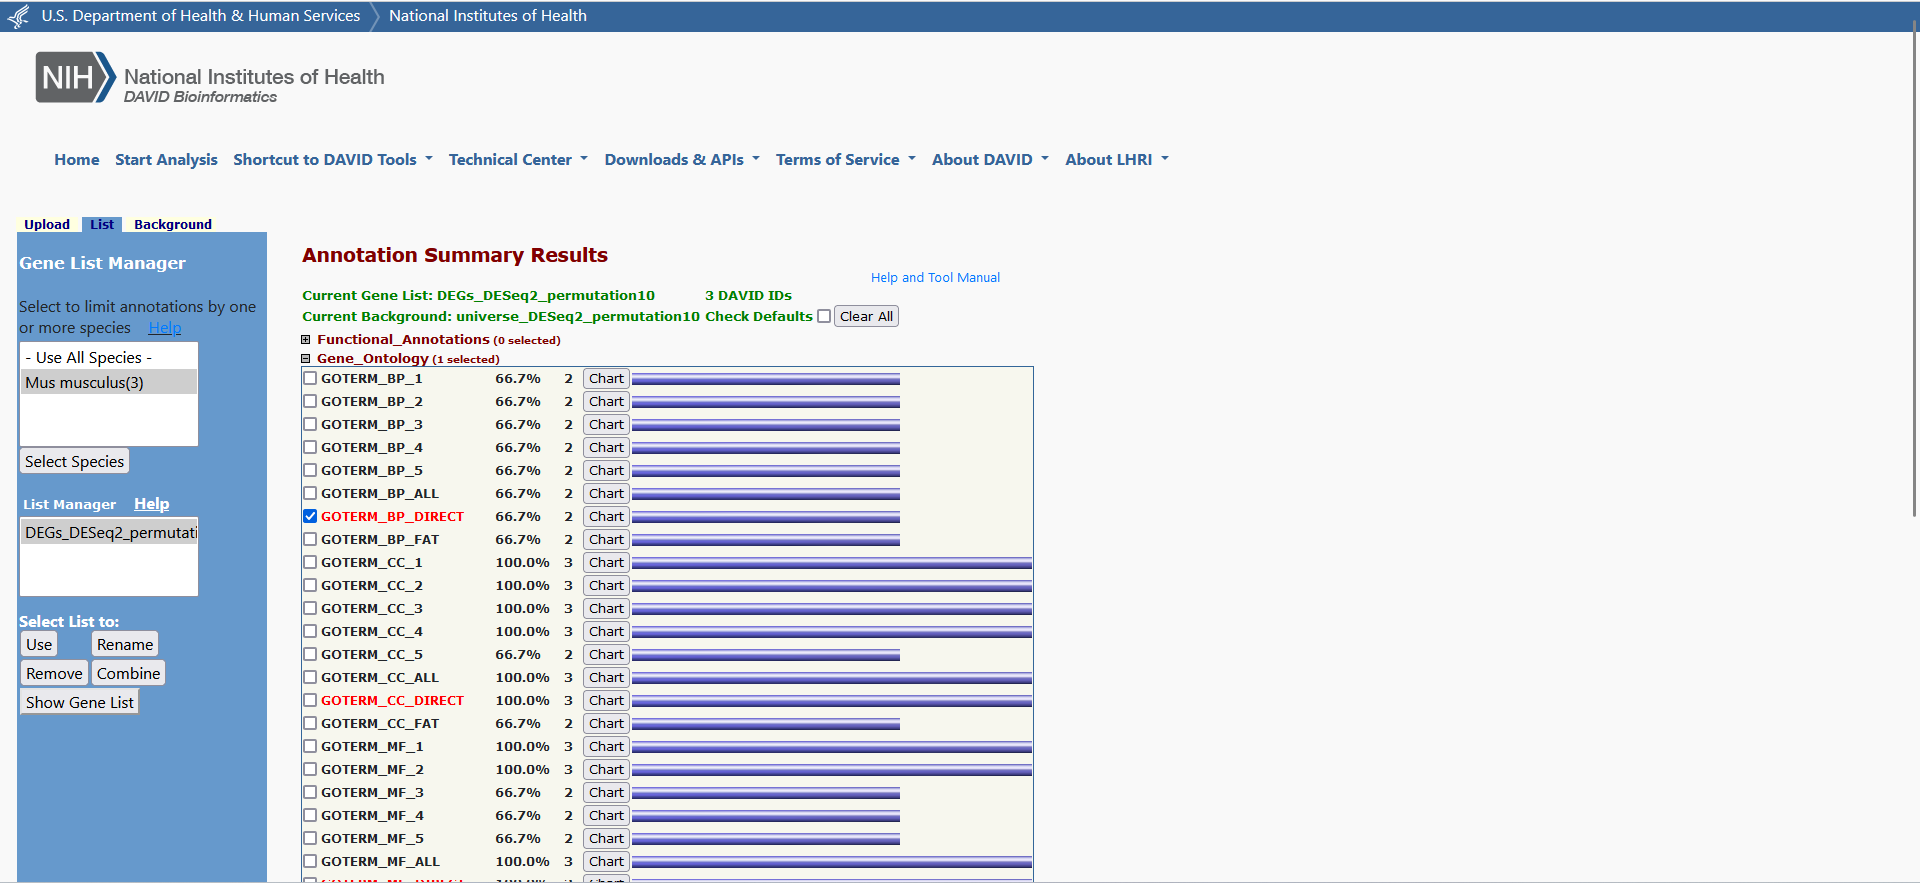 U.S. Department of Health & Human Services National Institutes of Health
NIH National Institutes of Health
DAVID Bioinformatics
Home Start Analysis Shortcut to DAVID Tools Technical Center Downloads & APIs Terms of Service About DAVID About LHRI
Upload List Background
Gene List Manager
Select to limit annotations by one
or more species Help
- Use All Species -
Mus musculus(3)
Select Species
List Manager Help
DEGs_DESeq2_permutati
Select List to:
Use Rename
Remove Combine
Show Gene List
Annotation Summary Results
Help and Tool Manual
Current Gene List: DEGs_DESeq2_permutation10 3 DAVID IDs
Current Background: universe_DESeq2_permutation10 Check Defaults Clear All
Functional_Annotations (0 selected)
Gene_Ontology (1 selected)
GOTERM_BP_1 66.7% 2 Chart
GOTERM_BP_2 66.7% 2 Chart
GOTERM_BP_3 66.7% 2 Chart
GOTERM_BP_4 66.7% 2 Chart
GOTERM_BP_5 66.7% 2 Chart
GOTERM_BP_ALL 66.7% 2 Chart
GOTERM_BP_DIRECT 66.7% 2 Chart
GOTERM_BP_FAT 66.7% 2 Chart
GOTERM_CC_1 100.0% 3 Chart
GOTERM_CC_2 100.0% 3 Chart
GOTERM_CC_3 100.0% 3 Chart
GOTERM_CC_4 100.0% 3 Chart
GOTERM_CC_5 66.7% 2 Chart
GOTERM_CC_ALL 100.0% 3 Chart
GOTERM_CC_DIRECT 100.0% 3 Chart
GOTERM_CC_FAT 66.7% 2 Chart
GOTERM_MF_1 100.0% 3 Chart
GOTERM_MF_2 100.0% 3 Chart
GOTERM_MF_3 66.7% 2 Chart
GOTERM_MF_4 66.7% 2 Chart
GOTERM_MF_5 66.7% 2 Chart
GOTERM_MF_ALL 100.0% 3 Chart